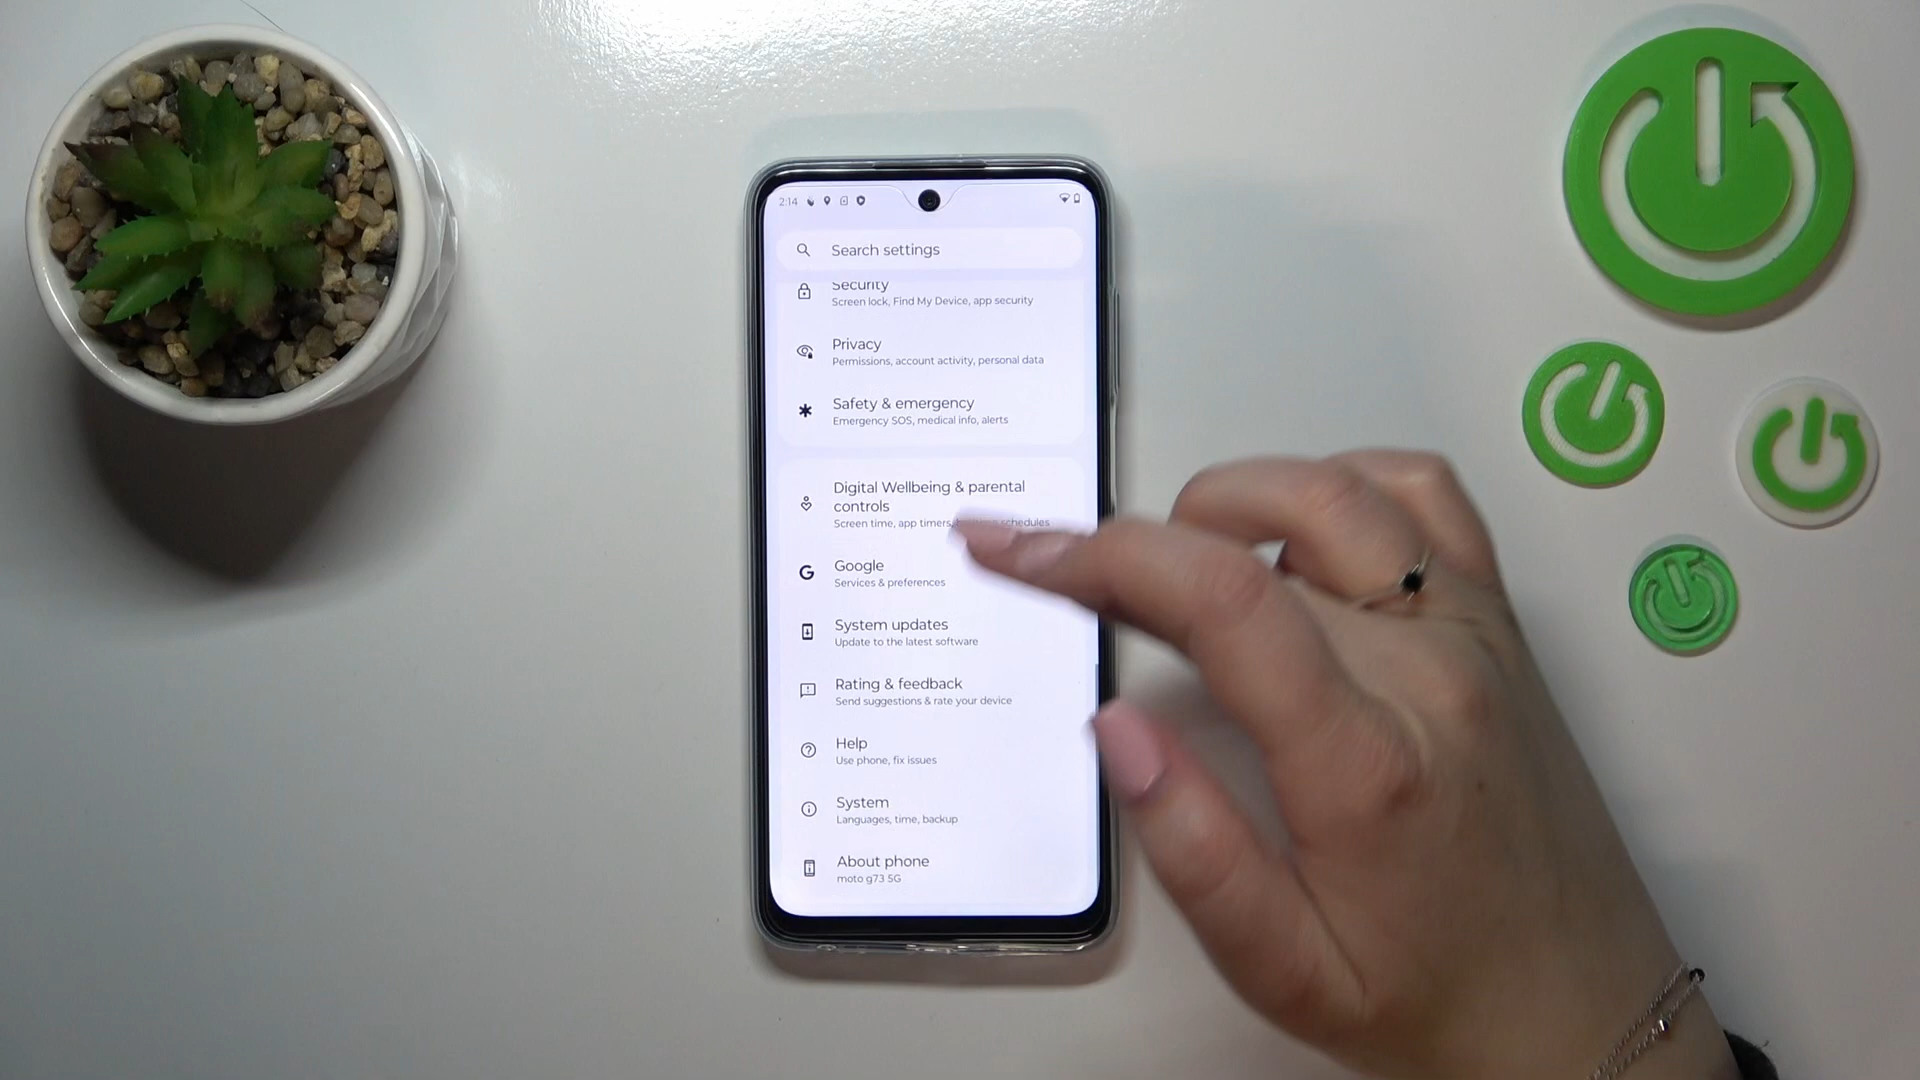 2:14
Search settings
Security
Screen lock, Find My Device, app security
Privacy
Permissions, account activity, personal data
Safety & emergency
Emergency SOS, medical info, alerts
Digital Wellbeing & parental
controls
Screen time, app timers, schedules
Google
Services & preferences
System updates
Update to the latest software
Rating & feedback
Send suggestions & rate your device
Help
Use phone, fix issues
System
Languages, time, backup
About phone
moto g73 5G